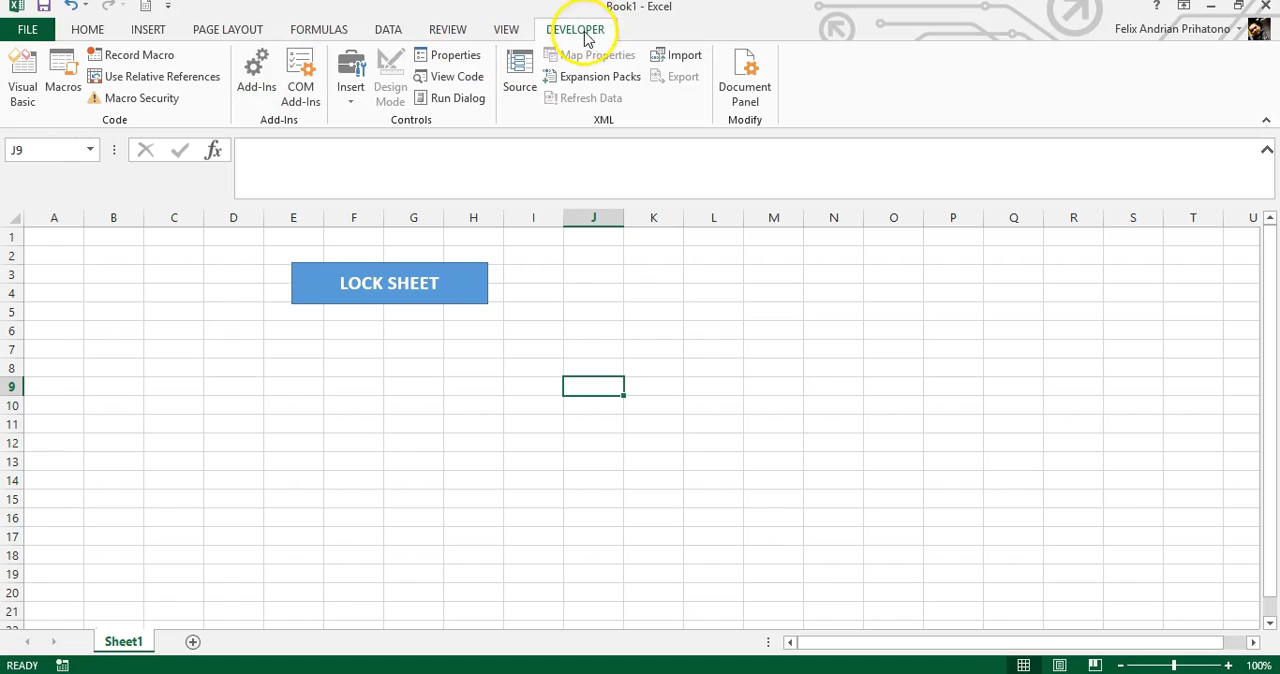 Book1 - Excel
FILE HOME INSERT PAGE LAYOUT FORMULAS DATA REVIEW VIEW DEVELOPER Felix Andrian Prihatono
Visual Basic
Macros
Record Macro
Use Relative References
Macro Security
Code
Add-Ins
COM Add-Ins
Add-Ins
Insert
Design Mode
Properties
View Code
Run Dialog
Controls
Source
Map Properties
Expansion Packs
Refresh Data
Import
Export
XML
Document Panel
Modify
J9
fx
A B C D E F G H I J K L M N O P Q R S T U
1
2
3
LOCK SHEET
4
5
6
7
8
9
10
11
12
13
14
15
16
17
18
19
20
21
Sheet1
READY
100%